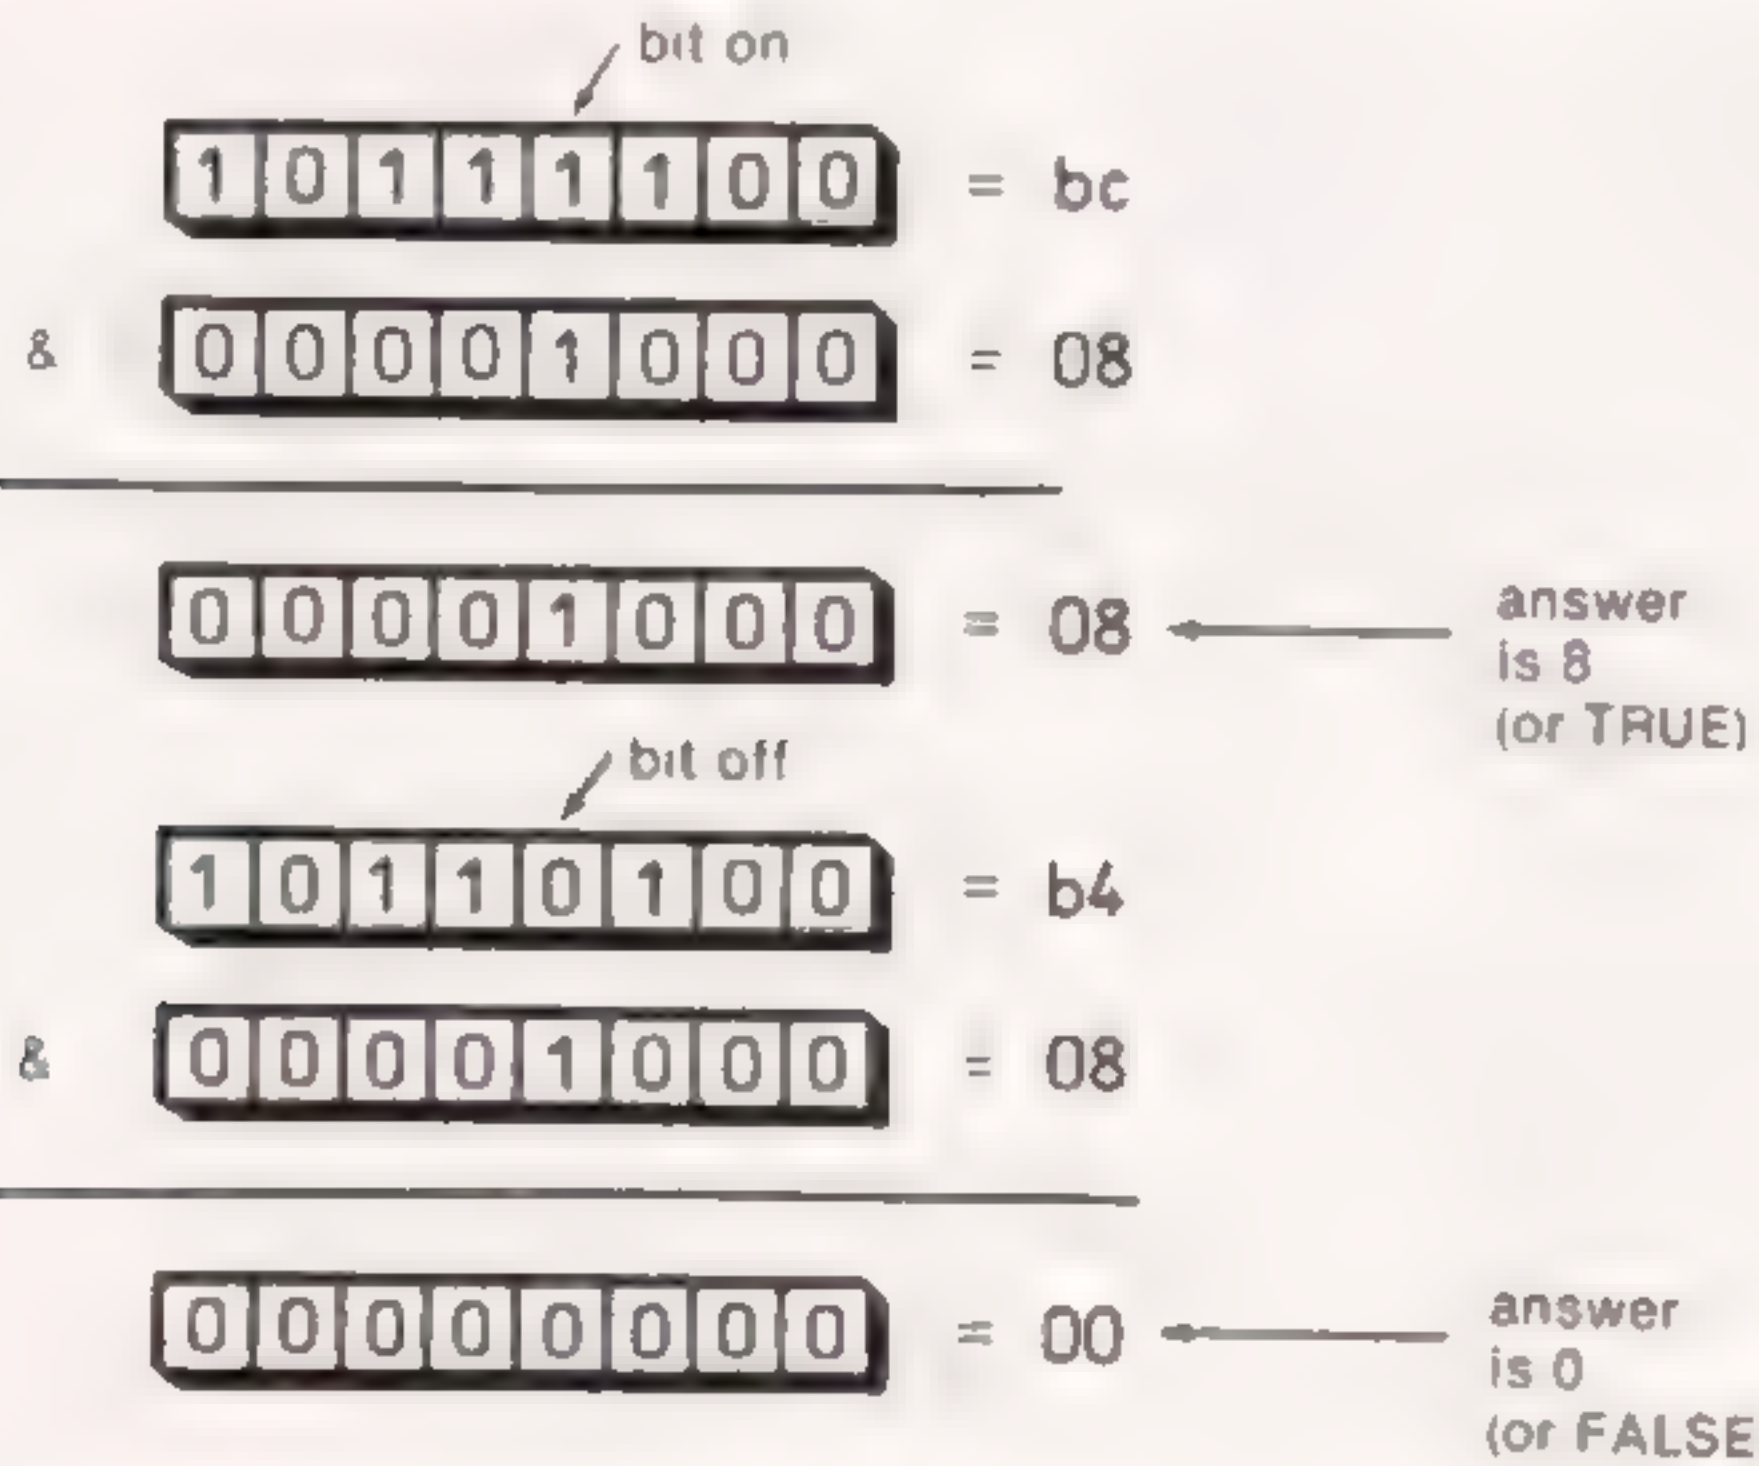 bit on
1 0 1 1 1 1 0 0 = bc
& 0 0 0 0 1 0 0 0 = 08
0 0 0 0 1 0 0 0 = 08
answer
is 8
(or TRUE)
bit off
1 0 1 1 0 1 0 0 = b4
& 0 0 0 0 1 0 0 0 = 08
0 0 0 0 0 0 0 0 = 00
answer
is 0
(or FALSE